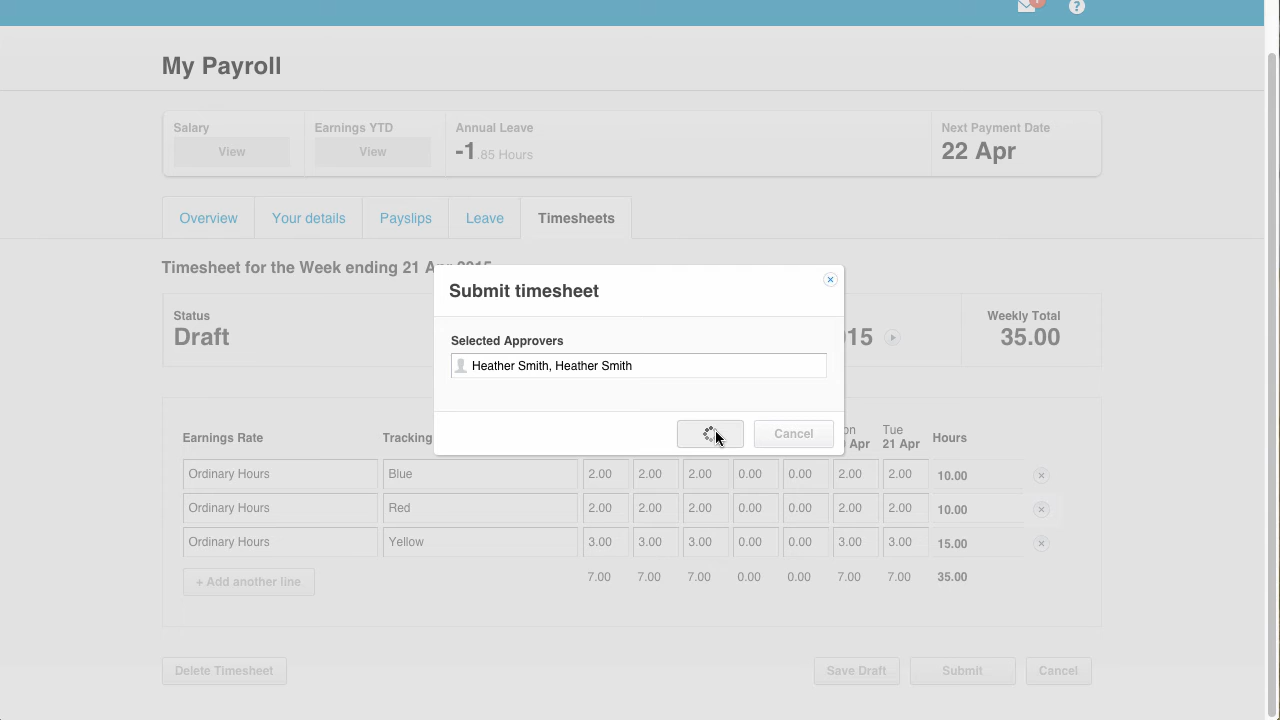 My Payroll
Salary
View
Earnings YTD
View
Annual Leave
-1.85 Hours
Next Payment Date
22 Apr
Overview
Your details
Payslips
Leave
Timesheets
Timesheet for the Week ending 21 Apr 2015
Status
Draft
15
Weekly Total
35.00
Submit timesheet
Selected Approvers
Heather Smith, Heather Smith
Cancel
Earnings Rate Tracking on Tue Hours
Apr 21 Apr
Ordinary Hours Blue 2.00 2.00 2.00 0.00 0.00 2.00 2.00 10.00
Ordinary Hours Red 2.00 2.00 2.00 0.00 0.00 2.00 2.00 10.00
Ordinary Hours Yellow 3.00 3.00 3.00 0.00 0.00 3.00 3.00 15.00
+ Add another line 7.00 7.00 7.00 0.00 0.00 7.00 7.00 35.00
Delete Timesheet
Save Draft
Submit
Cancel